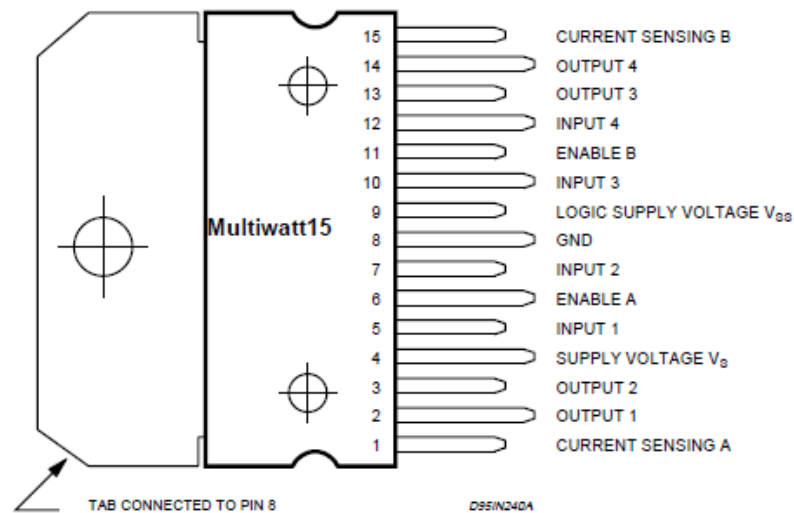 15 CURRENT SENSING B
14 OUTPUT 4
13 OUTPUT 3
12 INPUT 4
11 ENABLE B
10 INPUT 3
9 LOGIC SUPPLY VOLTAGE VSS
8 GND
Multiwatt15
7 INPUT 2
6 ENABLE A
5 INPUT 1
4 SUPPLY VOLTAGE VS
3 OUTPUT 2
2 OUTPUT 1
1 CURRENT SENSING A
TAB CONNECTED TO PIN 8
D95IN240A